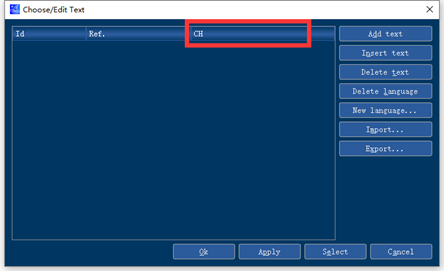 Choose/Edit Text
Id Ref. CH
Add text
Insert text
Delete text
Delete language
New language...
Import...
Export...
Ok Apply Select Cancel